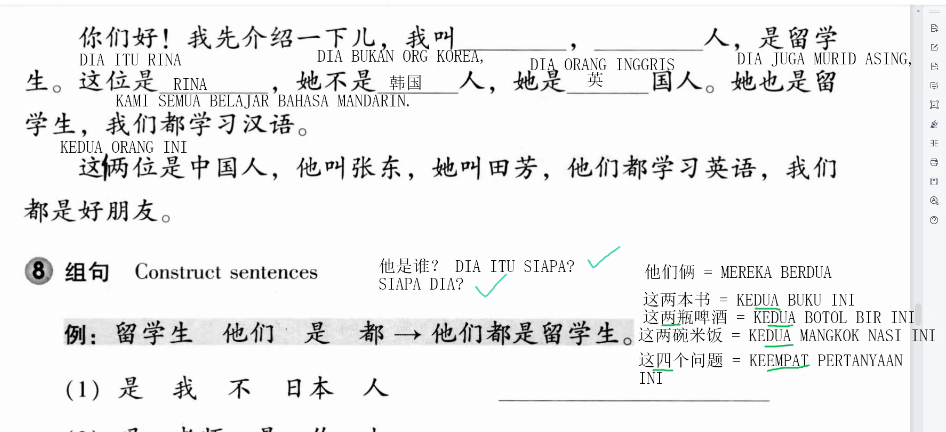 你们好！我先介绍一下儿，我叫__________，__________人，是留学
DIA ITU RINA DIA BUKAN ORG KOREA, DIA ORANG INGGRIS DIA JUGA MURID ASING,
生。这位是 RINA ，她不是 韩国 人，她是 英 国人。她也是留
KAMI SEMUA BELAJAR BAHASA MANDARIN.
学生，我们都学习汉语。
KEDUA ORANG INI
这两位是中国人，他叫张东，她叫田芳，他们都学习英语，我们
都是好朋友。
8 组句 Construct sentences
他是谁? DIA ITU SIAPA?
SIAPA DIA?
他们俩 = MEREKA BERDUA
这两本书 = KEDUA BUKU INI
这两瓶啤酒 = KEDUA BOTOL BIR INI
这两碗米饭 = KEDUA MANGKOK NASI INI
这四个问题 = KEEMPAT PERTANYAAN
INI
例：留学生 他们 是 都 → 他们都是留学生。
(1) 是 我 不 日本 人